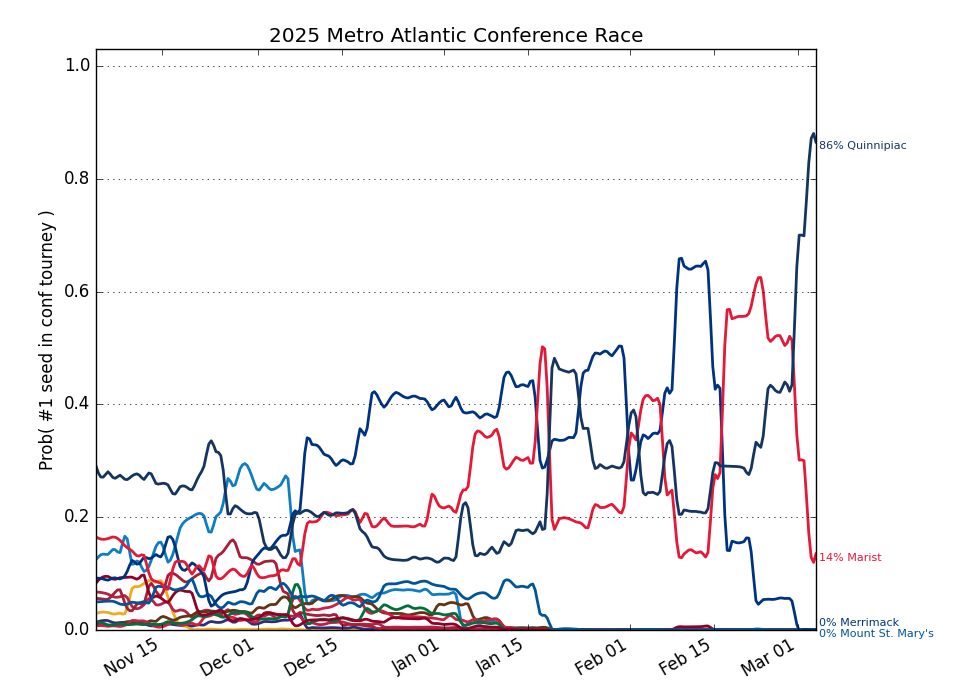 2025 Metro Atlantic Conference Race
Prob( #1 seed in conf tourney )
1.0
0.8
0.6
0.4
0.2
0.0
86% Quinnipiac
14% Marist
0% Merrimack
0% Mount St. Mary's
Nov 15
Dec 01
Dec 15
Jan 01
Jan 15
Feb 01
Feb 15
Mar 01